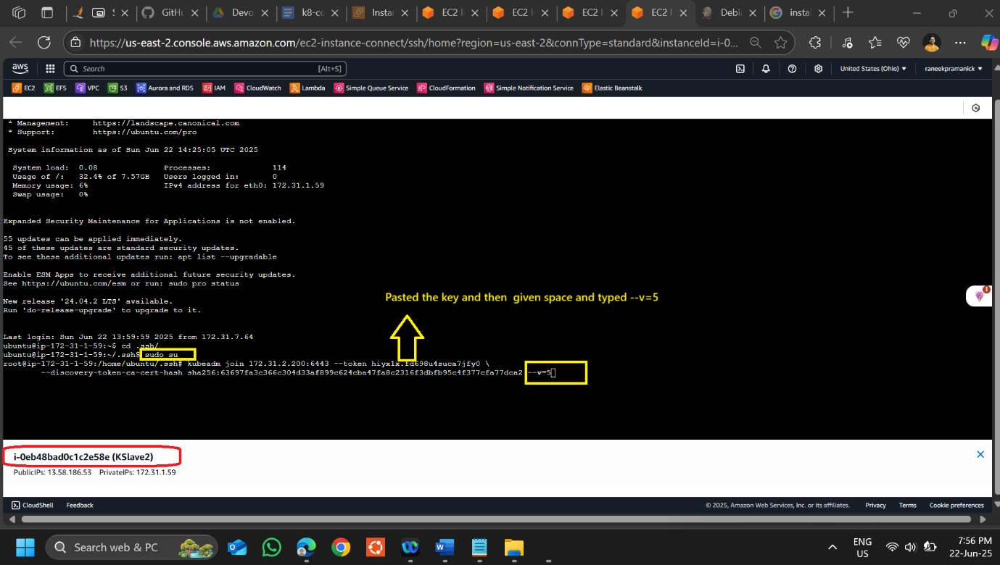 S
GitHu
Devo
k8-co
Instar
EC2 I
EC2 I
EC2 I
EC2 I
Debia
instal
https://us-east-2.console.aws.amazon.com/ec2-instance-connect/ssh/home?region=us-east-2&connType=standard&instanceId=i-0...
aws
Search
[Alt+S]
United States (Ohio)
raneekpramanick
EC2
EFS
VPC
S3
Aurora and RDS
IAM
CloudWatch
Lambda
Simple Queue Service
CloudFormation
Simple Notification Service
Elastic Beanstalk
* Management: https://landscape.canonical.com
* Support: https://ubuntu.com/pro
System information as of Sun Jun 22 14:25:05 UTC 2025
System load: 0.08 Processes: 114
Usage of /: 32.4% of 7.57GB Users logged in: 0
Memory usage: 6% IPv4 address for eth0: 172.31.1.59
Swap usage: 0%
Expanded Security Maintenance for Applications is not enabled.
55 updates can be applied immediately.
45 of these updates are standard security updates.
To see these additional updates run: apt list --upgradable
Enable ESM Apps to receive additional future security updates.
See https://ubuntu.com/esm or run: sudo pro status
Pasted the key and then given space and typed --v=5
New release '24.04.2 LTS' available.
Run 'do-release-upgrade' to upgrade to it.
1
Last login: Sun Jun 22 13:59:59 2025 from 172.31.7.64
ubuntu@ip-172-31-1-59:~$ cd .ssh/
ubuntu@ip-172-31-1-59:~/.ssh$ sudo su
root@ip-172-31-1-59:/home/ubuntu/.ssh# kubeadm join 172.31.2.200:6443 --token hiyx1x.fd698u4suca7jfy0 \
--discovery-token-ca-cert-hash sha256:63697fa3c366c304d33af899c624cba47fa8c2316f3dbfb95c4f377cfa77dca2 --v=5
i-0eb48bad0c1c2e58e (KSlave2)
PublicIPs: 13.58.186.53 PrivateIPs: 172.31.1.59
CloudShell
Feedback
© 2025, Amazon Web Services, Inc. or its affiliates.
Privacy
Terms
Cookie preferences
Search web & PC
ENG
US
7:56 PM
22-Jun-25